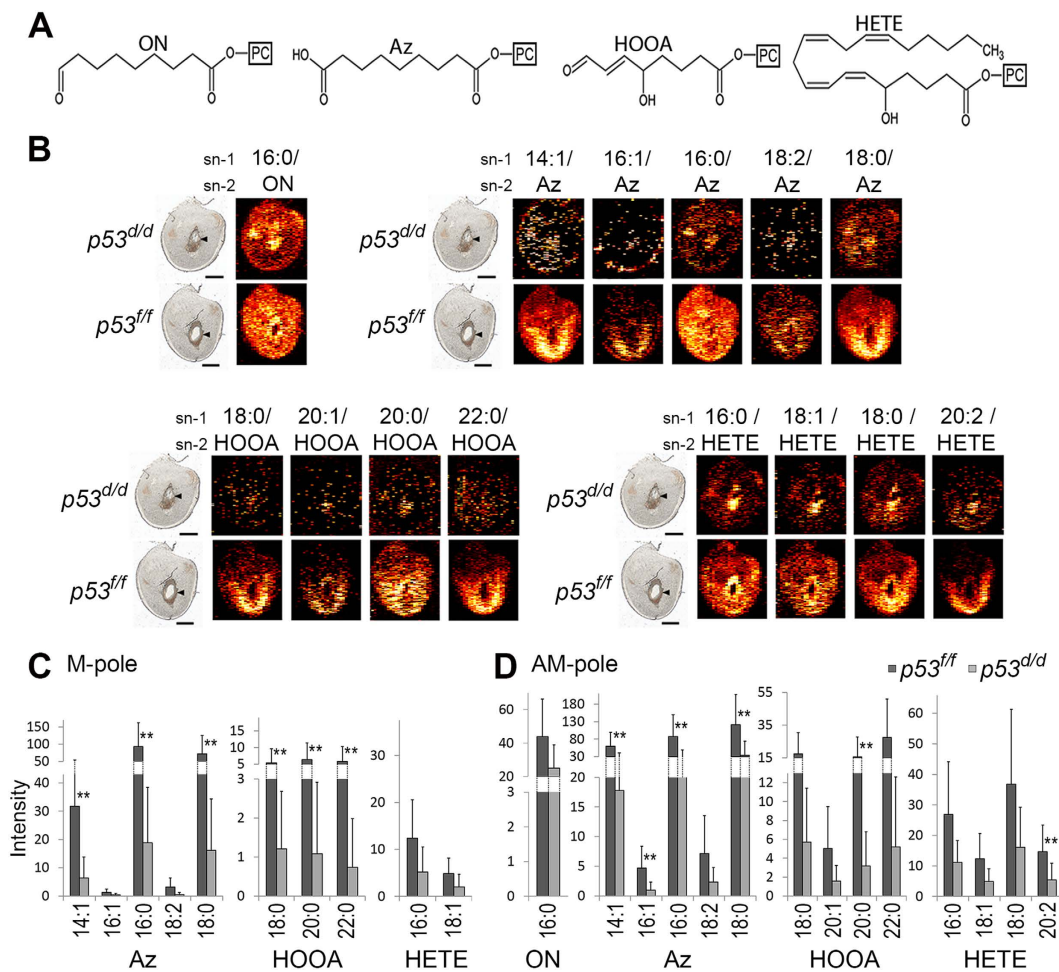 A
ON
Az
HOOA
HETE
O
O
O
PC
HO
O
O
O
PC
O
OH
O
O
PC
CH3
OH
O
O
PC
B
sn-1 16:0/
sn-2 ON
p53d/d
p53f/f
sn-1 14:1/ 16:1/ 16:0/ 18:2/ 18:0/
sn-2 Az Az Az Az Az
p53d/d
p53f/f
sn-1 18:0/ 20:1/ 20:0/ 22:0/
sn-2 HOOA HOOA HOOA HOOA
p53d/d
p53f/f
sn-1 16:0 / 18:1 / 18:0 / 20:2 /
sn-2 HETE HETE HETE HETE
p53d/d
p53f/f
C M-pole
Intensity
150
100
50
40
30
20
10
0
** ** **
14:1 16:1 16:0 18:2 18:0
Az
15
10
5
3
2
1
0
** ** **
18:0 20:0 22:0
HOOA
30
20
10
0
16:0 18:1
HETE
D AM-pole
p53f/f p53d/d
60
40
20
3
2
1
0
16:0
ON
180
130
80
30
20
15
10
5
0
** ** ** **
14:1 16:1 16:0 18:2 18:0
Az
55
35
15
12
10
8
6
4
2
0
**
18:0 20:1 20:0 22:0
HOOA
70
60
50
40
30
20
10
0
**
16:0 18:1 18:0 20:2
HETE